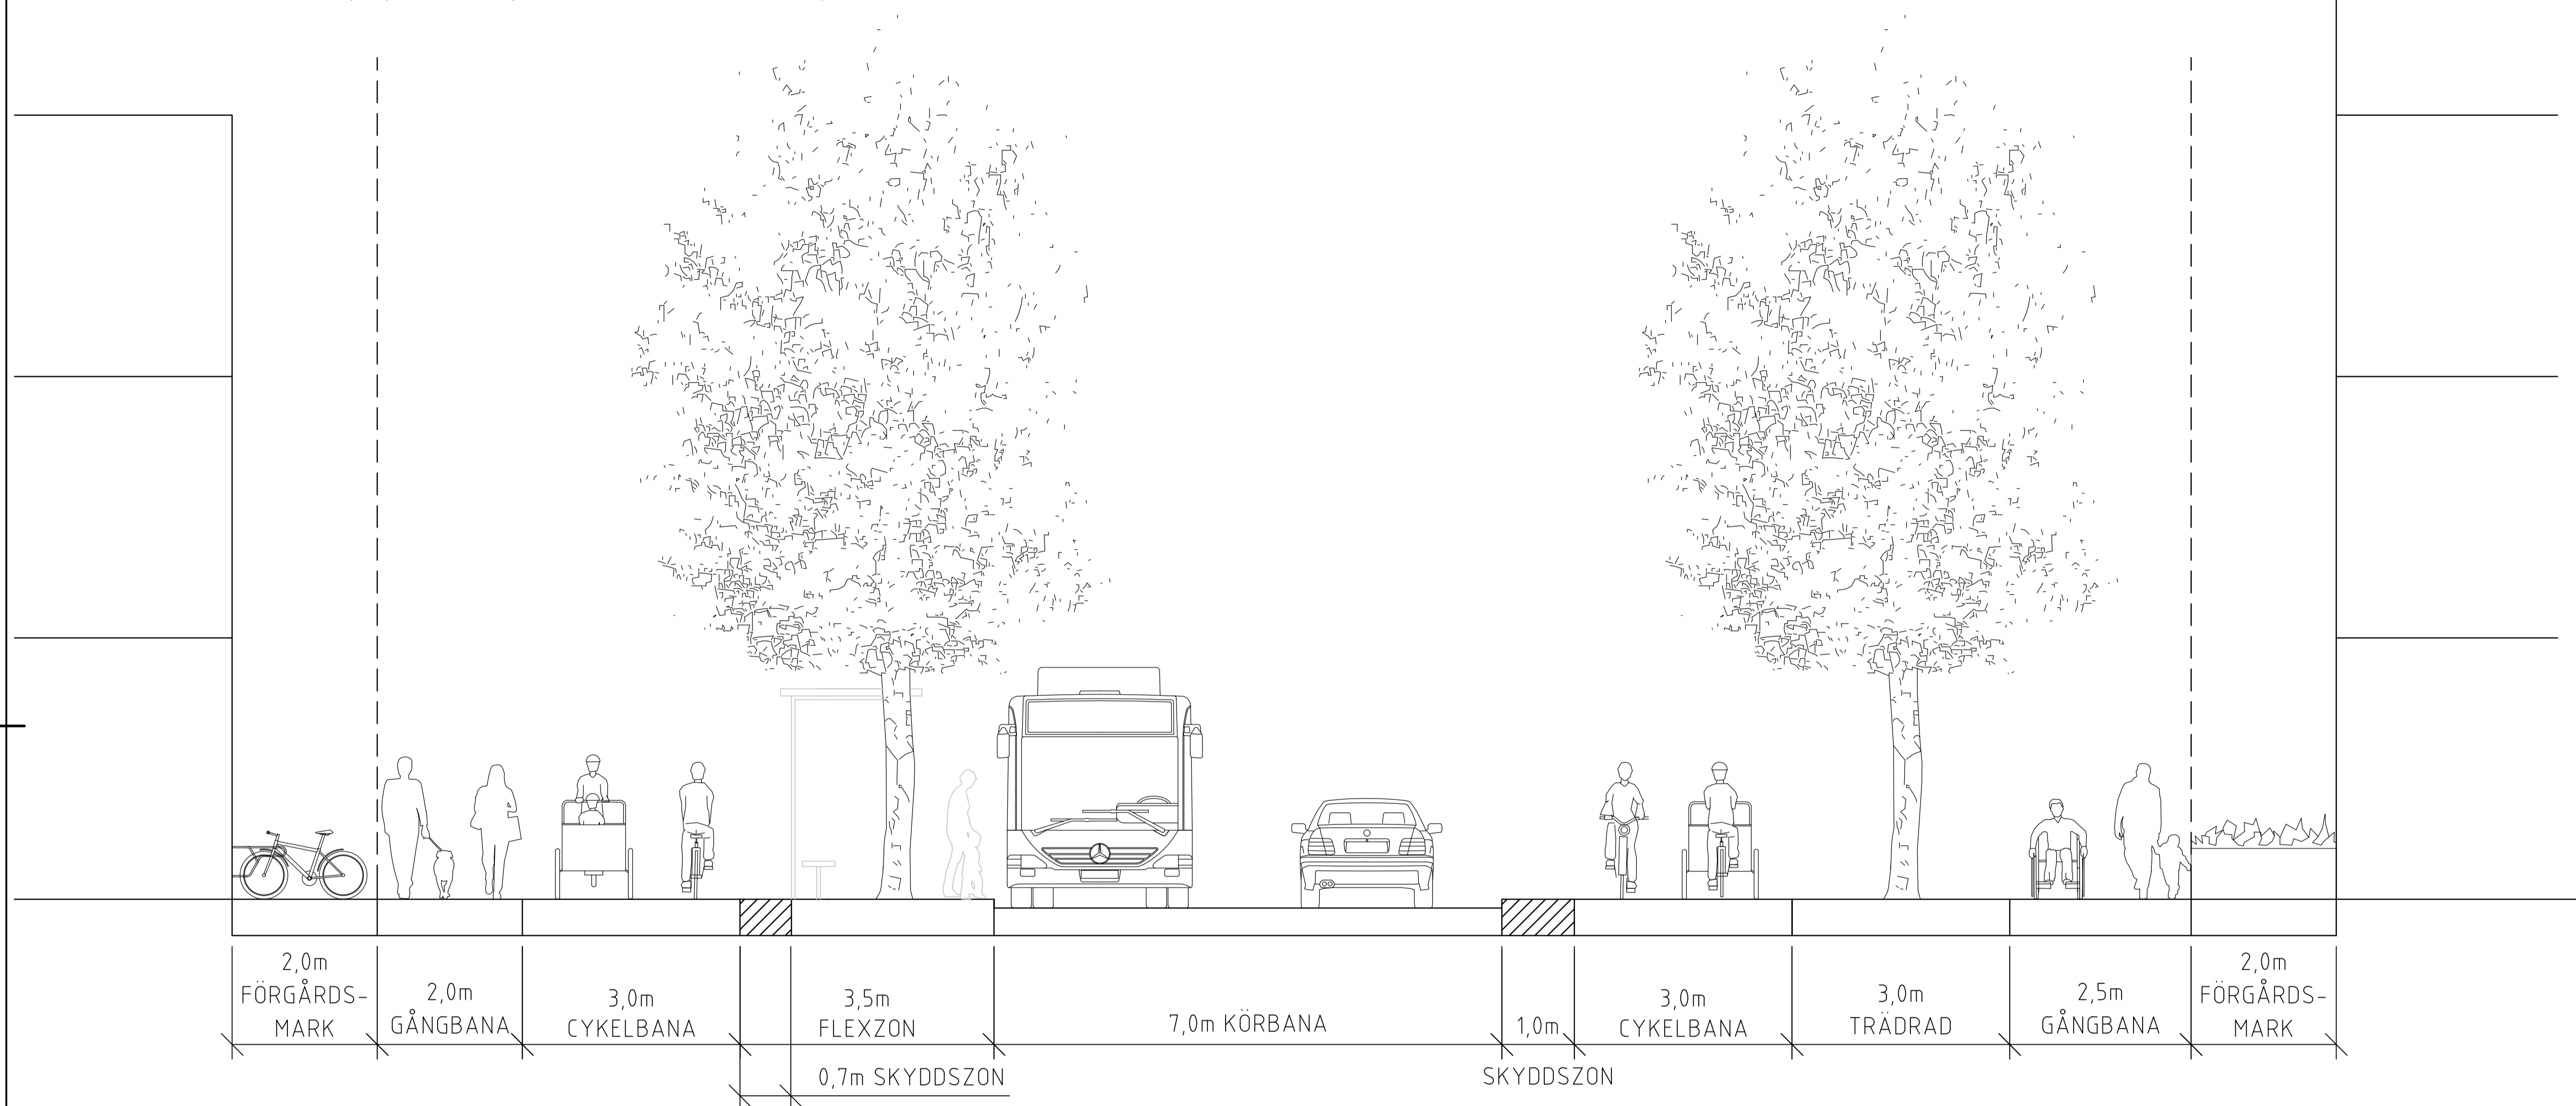 2,0m
FÖRGÅRDS-
MARK
2,0m
GÅNGBANA
3,0m
CYKELBANA
3,5m
FLEXZON
0,7m SKYDDSZON
7,0m KÖRBANA
1,0m
SKYDDSZON
3,0m
CYKELBANA
3,0m
TRÄDRAD
2,5m
GÅNGBANA
2,0m
FÖRGÅRDS-
MARK